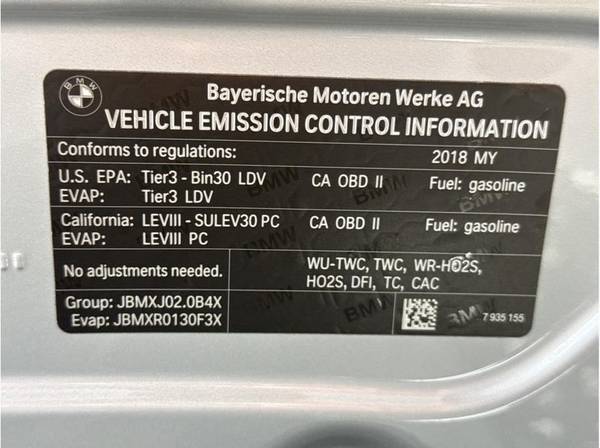 BMW
Bayerische Motoren Werke AG
VEHICLE EMISSION CONTROL INFORMATION
Conforms to regulations: 2018 MY
U.S. EPA: Tier3 - Bin30 LDV CA OBD II Fuel: gasoline
EVAP: Tier3 LDV
California: LEVIII - SULEV30 PC CA OBD II Fuel: gasoline
EVAP: LEVIII PC
No adjustments needed. WU-TWC, TWC, WR-HO2S,
HO2S, DFI, TC, CAC
Group: JBMXJ02.0B4X
Evap: JBMXR0130F3X
BMW 7 935 155